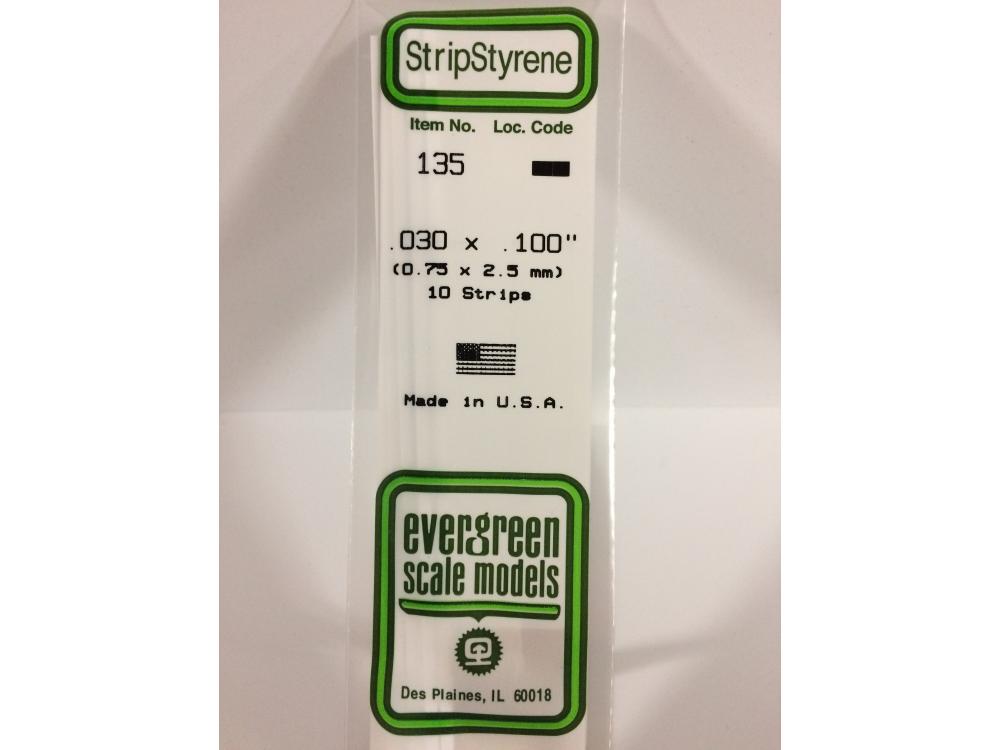 StripStyrene
Item No. Loc. Code
135
.030 x .100"
(0.75 x 2.5 mm)
10 Strips
Made in U.S.A.
evergreen
scale models
Des Plaines, IL 60018